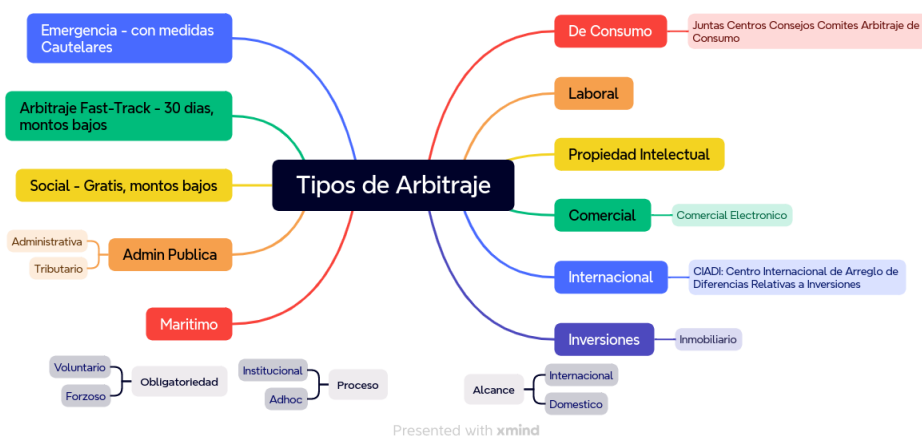 Tipos de Arbitraje
De Consumo
Juntas Centros Consejos Comites Arbitraje de
Consumo
Laboral
Propiedad Intelectual
Comercial
Comercial Electronico
Internacional
CIADI: Centro Internacional de Arreglo de
Diferencias Relativas a Inversiones
Inversiones
Inmobiliario
Emergencia - con medidas
Cautelares
Arbitraje Fast-Track - 30 dias,
montos bajos
Social - Gratis, montos bajos
Admin Publica
Administrativa
Tributario
Maritimo
Obligatoriedad
Voluntario
Forzoso
Proceso
Institucional
Adhoc
Alcance
Internacional
Domestico
Presented with xmind